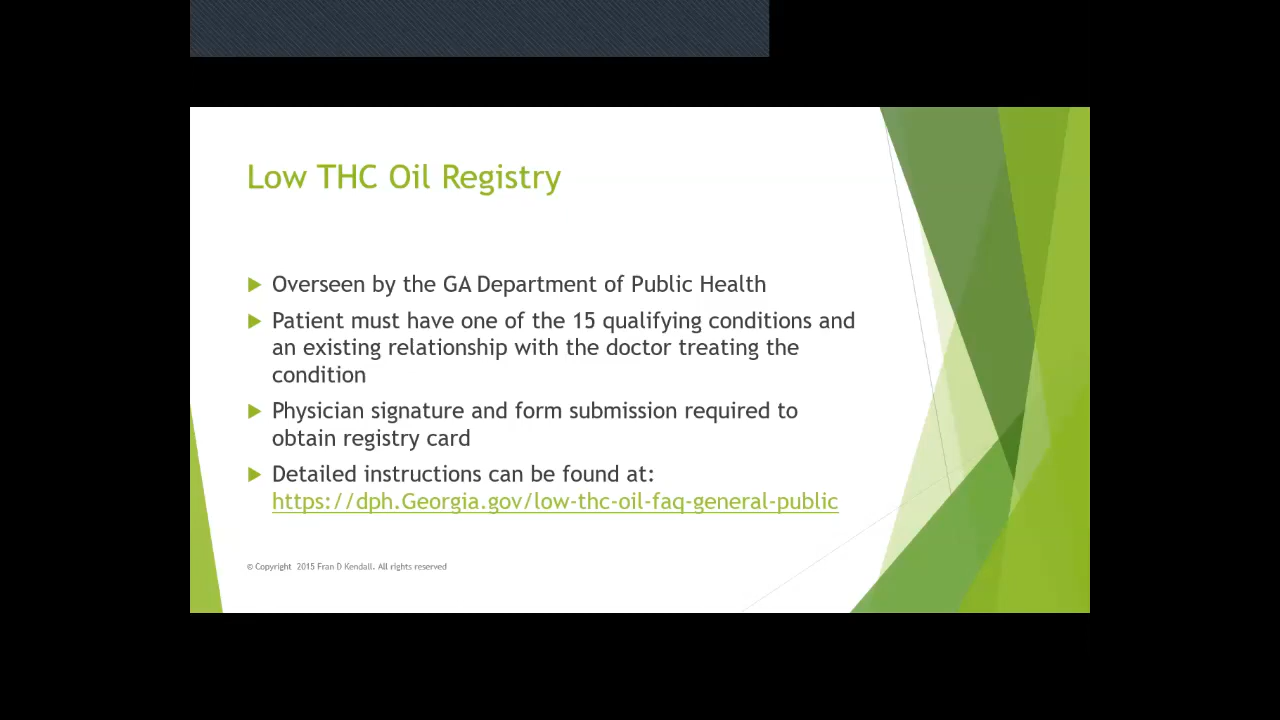 Low THC Oil Registry
Overseen by the GA Department of Public Health
Patient must have one of the 15 qualifying conditions and
an existing relationship with the doctor treating the
condition
Physician signature and form submission required to
obtain registry card
Detailed instructions can be found at:
https://dph.Georgia.gov/low-thc-oil-faq-general-public
© Copyright 2015 Fran D Kendall. All rights reserved